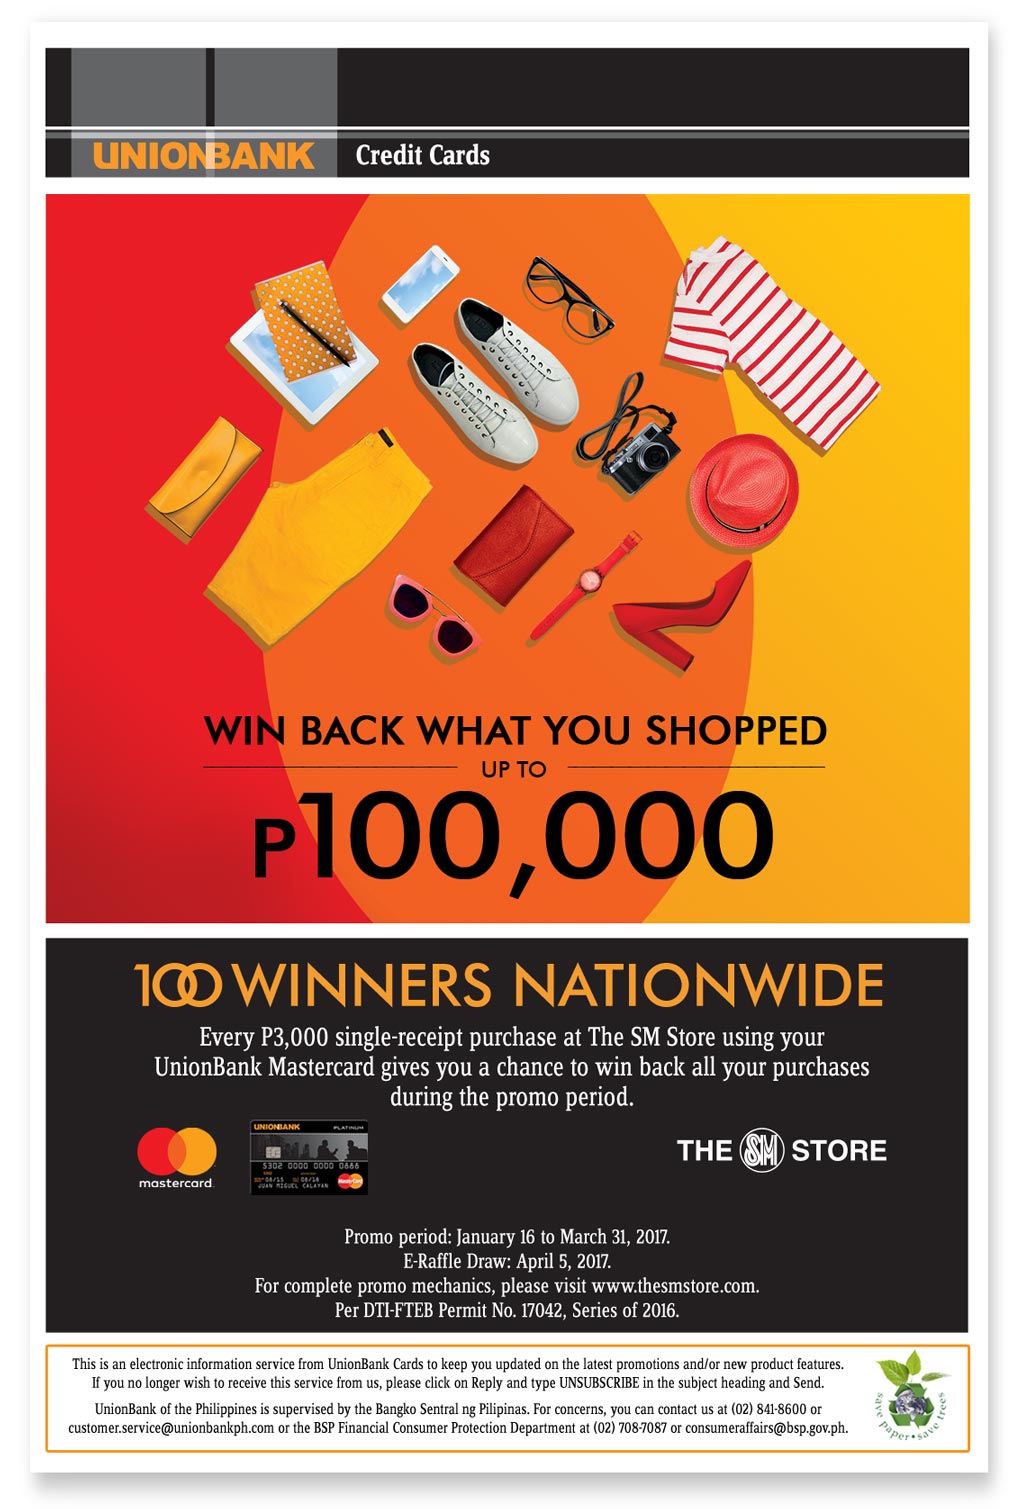 UNIONBANK Credit Cards
WIN BACK WHAT YOU SHOPPED
UP TO
P100,000
100 WINNERS NATIONWIDE
Every P3,000 single-receipt purchase at The SM Store using your
UnionBank Mastercard gives you a chance to win back all your purchases
during the promo period.
mastercard.
UNIONBANK PLATINUM
5302 0000 0000 0888
08/15 08/18
JUAN MIGUEL CALAYAN
MasterCard
THE SM STORE
Promo period: January 16 to March 31, 2017.
E-Raffle Draw: April 5, 2017.
For complete promo mechanics, please visit www.thesmstore.com.
Per DTI-FTEB Permit No. 17042, Series of 2016.
This is an electronic information service from UnionBank Cards to keep you updated on the latest promotions and/or new product features.
If you no longer wish to receive this service from us, please click on Reply and type UNSUBSCRIBE in the subject heading and Send.
UnionBank of the Philippines is supervised by the Bangko Sentral ng Pilipinas. For concerns, you can contact us at (02) 841-8600 or
customer.service@unionbankph.com or the BSP Financial Consumer Protection Department at (02) 708-7087 or consumeraffairs@bsp.gov.ph.
save paper • save trees